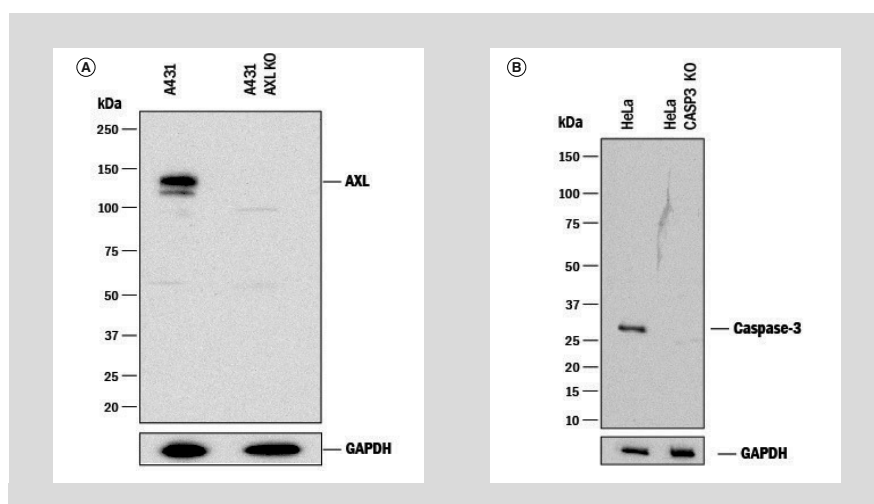 A
A431
A431
AXL KO
kDa
250
150
100
75
50
37
25
20
AXL
GAPDH
B
HeLa
HeLa
CASP3 KO
kDa
150
100
75
50
37
25
20
15
10
Caspase-3
GAPDH